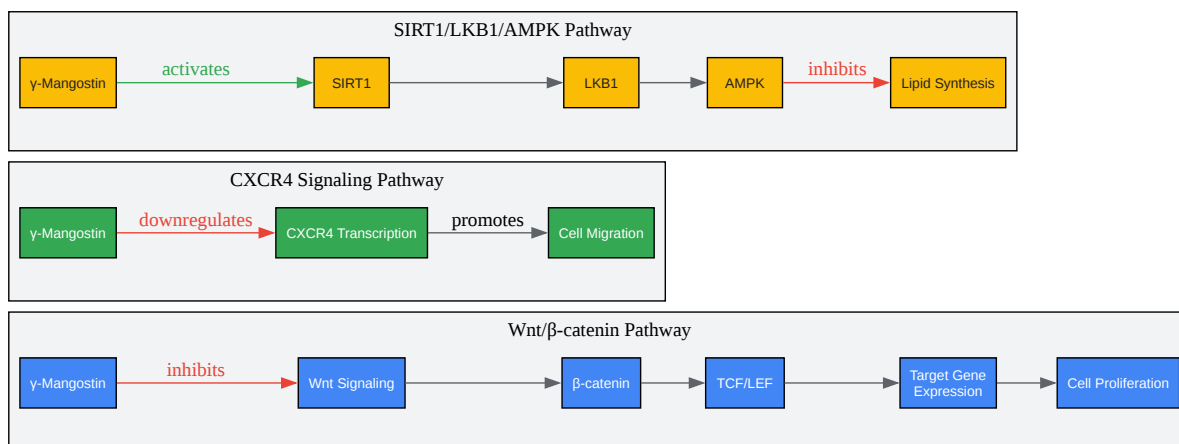 SIRT1/LKB1/AMPK Pathway
γ-Mangostin
activates
SIRT1
LKB1
AMPK
inhibits
Lipid Synthesis
CXCR4 Signaling Pathway
γ-Mangostin
downregulates
CXCR4 Transcription
promotes
Cell Migration
Wnt/β-catenin Pathway
γ-Mangostin
inhibits
Wnt Signaling
β-catenin
TCF/LEF
Target Gene
Expression
Cell Proliferation